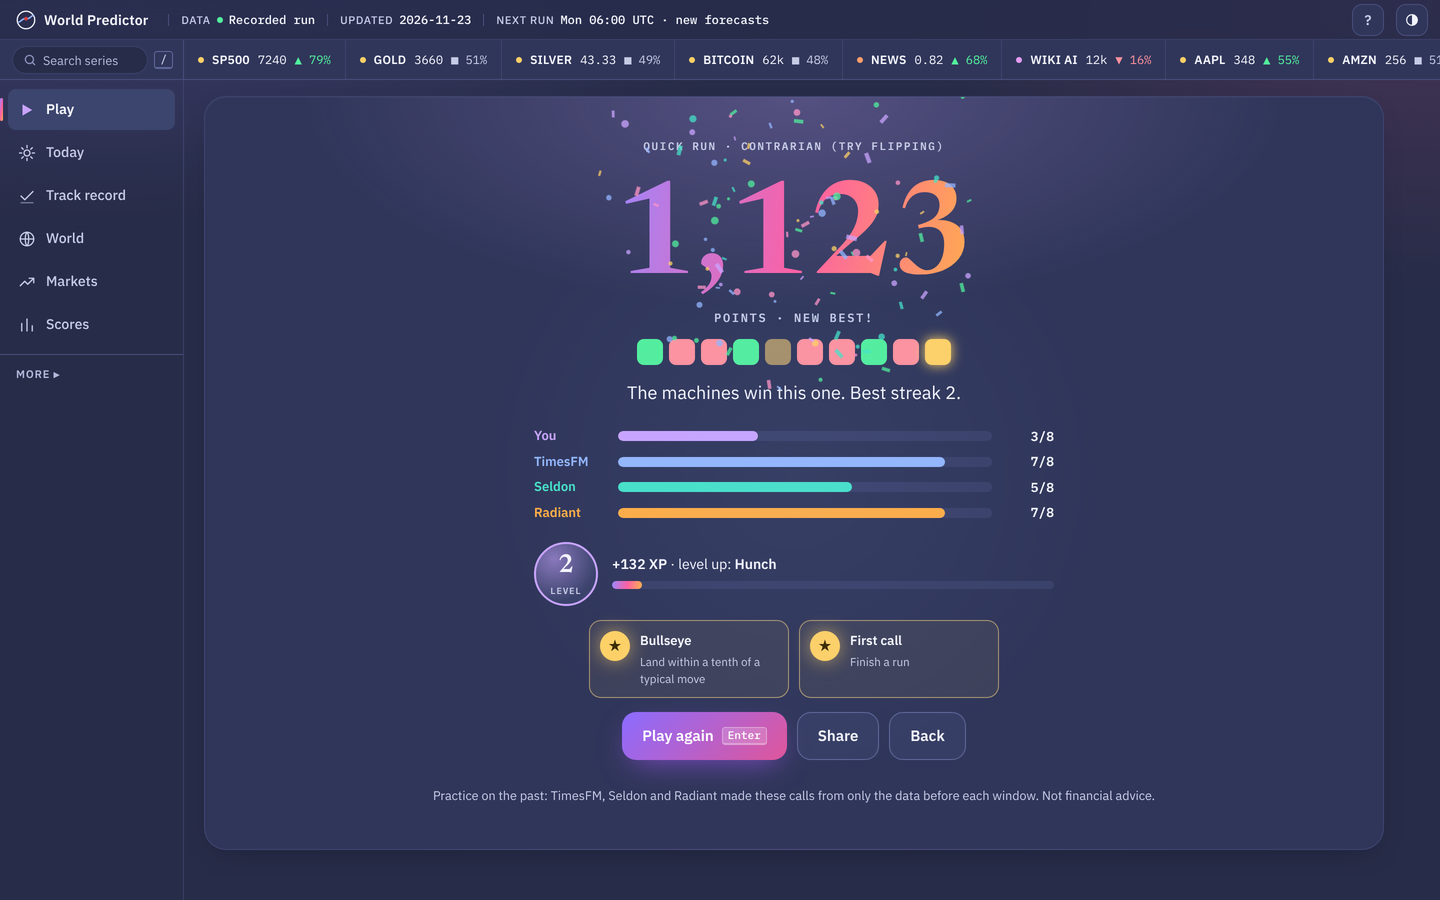 World Predictor
DATA Recorded run
UPDATED 2026-11-23
NEXT RUN Mon 06:00 UTC · new forecasts
?
Search series /
SP500 7240 ▲ 79%
GOLD 3660 ■ 51%
SILVER 43.33 ■ 49%
BITCOIN 62k ■ 48%
NEWS 0.82 ▲ 68%
WIKI AI 12k ▼ 16%
AAPL 348 ▲ 55%
AMZN 256 ■
Play
Today
Track record
World
Markets
Scores
MORE ▸
QUICK RUN · CONTRARIAN (TRY FLIPPING)
1,123
POINTS · NEW BEST!
The machines win this one. Best streak 2.
You 3/8
TimesFM 7/8
Seldon 5/8
Radiant 7/8
2
LEVEL
+132 XP · level up: Hunch
Bullseye
Land within a tenth of a
typical move
First call
Finish a run
Play again Enter
Share
Back
Practice on the past: TimesFM, Seldon and Radiant made these calls from only the data before each window. Not financial advice.